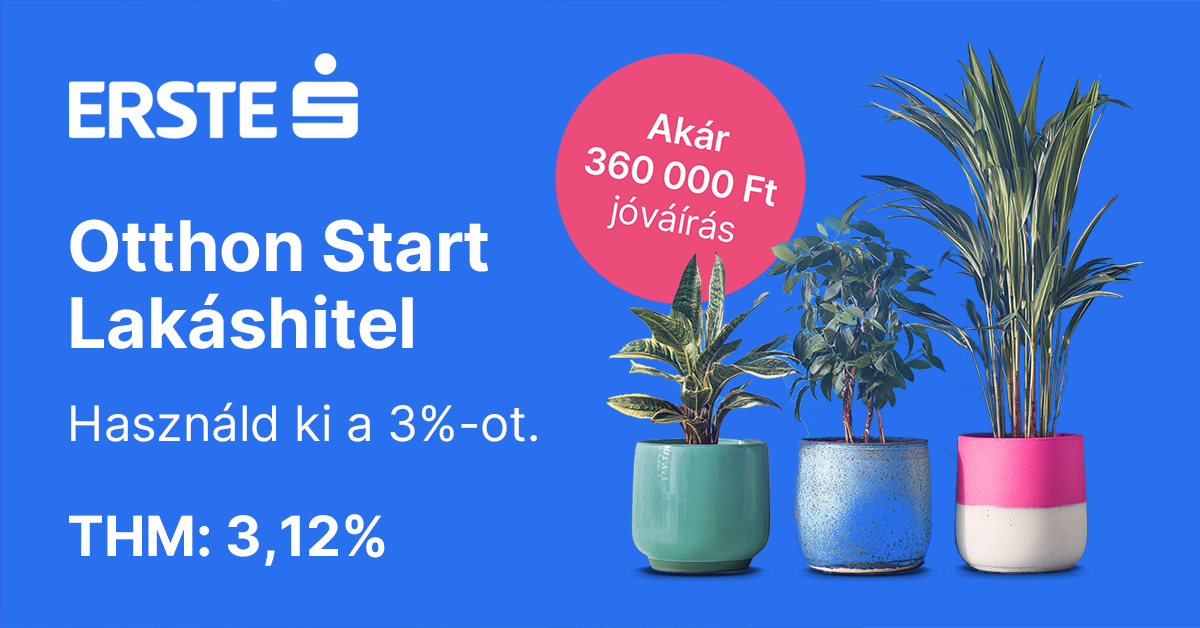 ERSTE
Akár
360 000 Ft
jóváírás
Otthon Start
Lakáshitel
Használd ki a 3%-ot.
THM: 3,12%